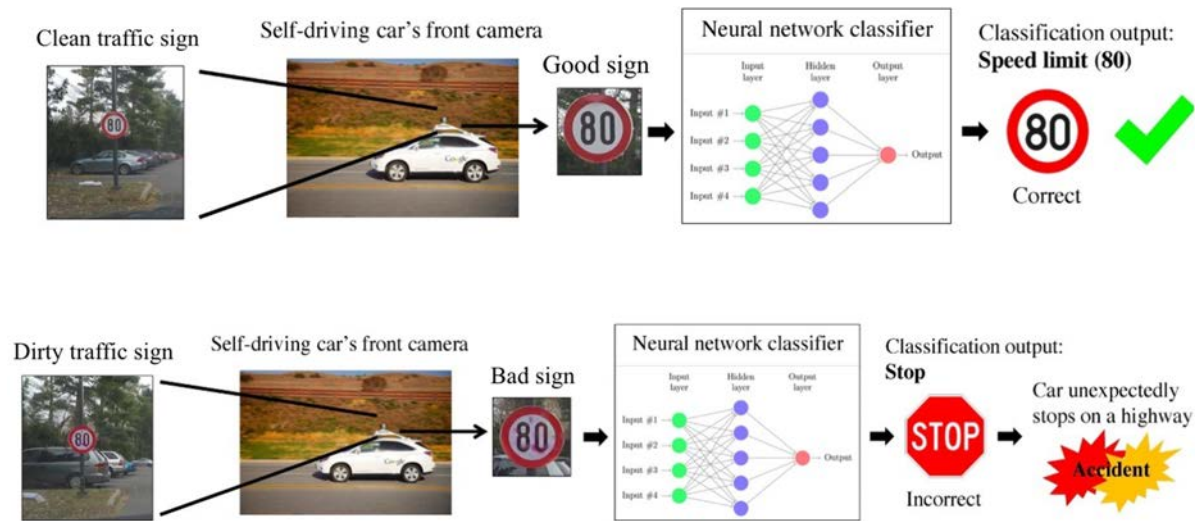 Clean traffic sign
Self-driving car's front camera
Good sign
Neural network classifier
Classification output:
Speed limit (80)
80
Google
80
Input layer
Hidden layer
Output layer
Input #1
Input #2
Input #3
Input #4
Output
80
Correct
Dirty traffic sign
Self-driving car's front camera
Bad sign
Neural network classifier
Classification output:
Stop
80
Google
80
Input layer
Hidden layer
Output layer
Input #1
Input #2
Input #3
Input #4
Output
STOP
Incorrect
Car unexpectedly
stops on a highway
Accident